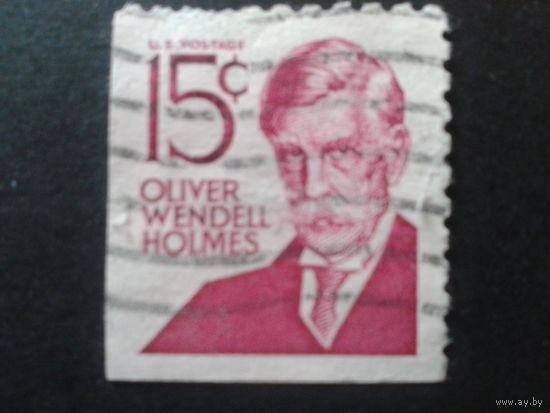 U.S. POSTAGE
15¢
OLIVER
WENDELL
HOLMES
www.ay.by